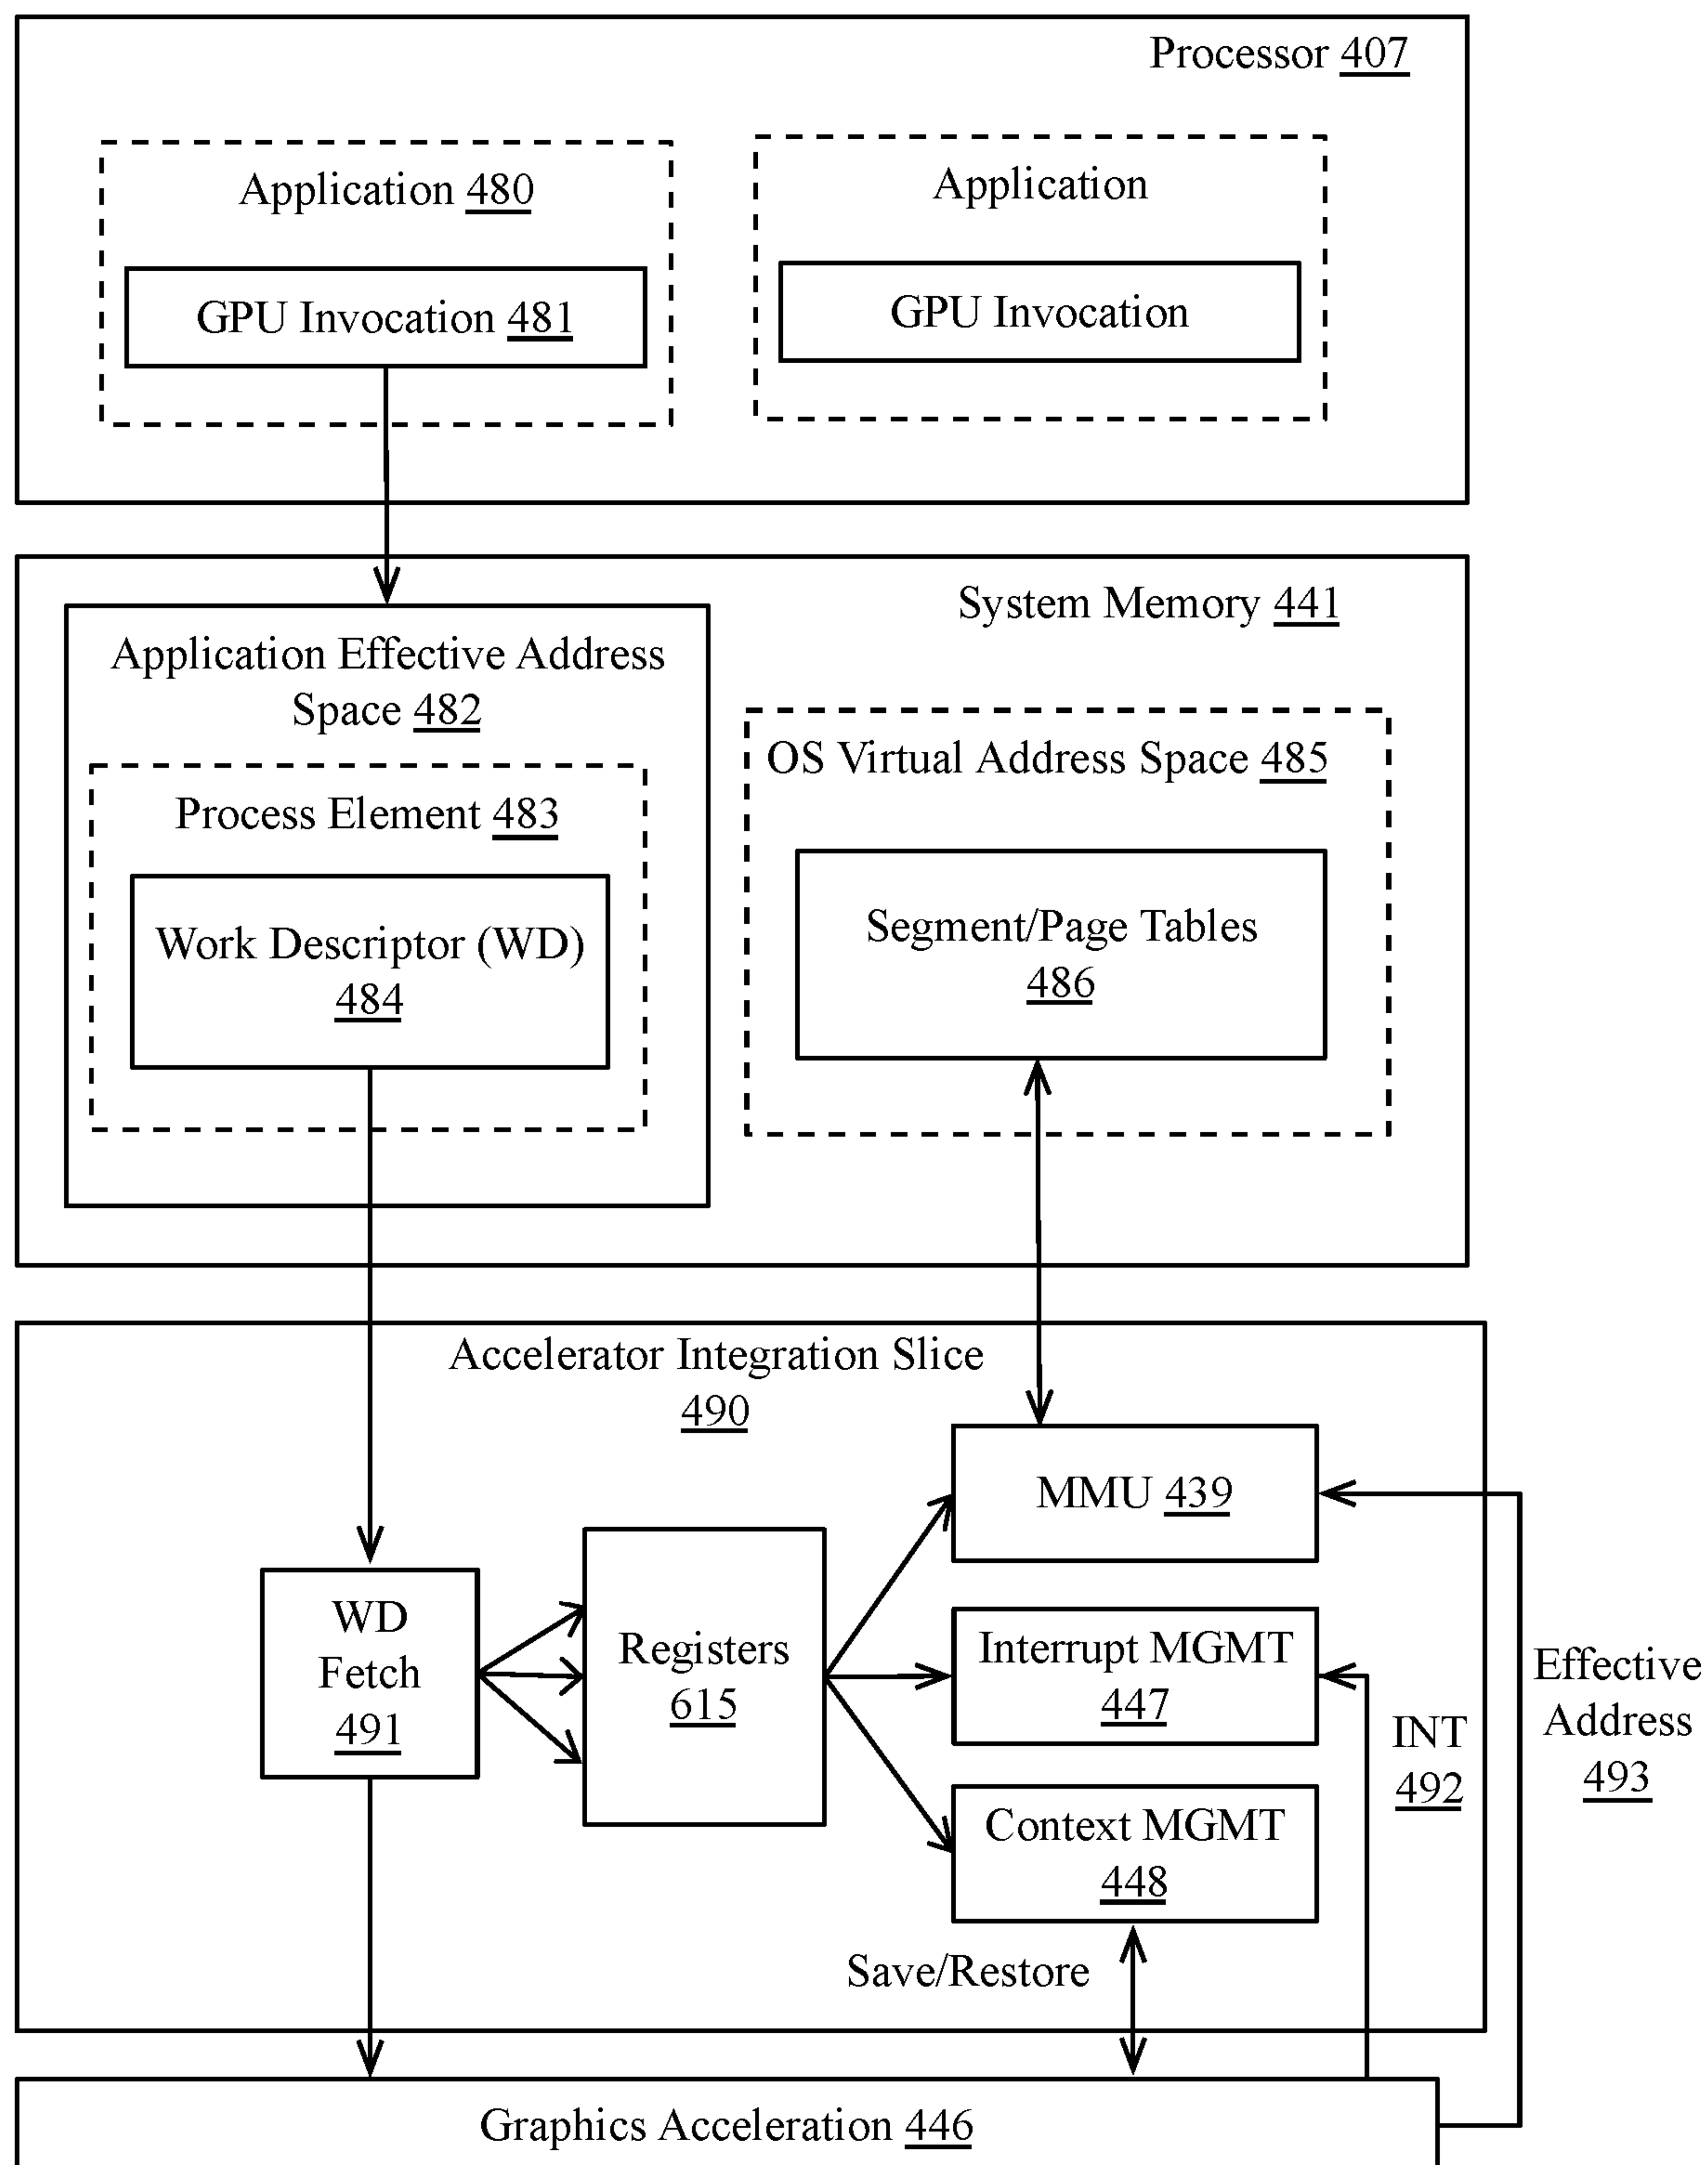 Processor 407
Application 480
GPU Invocation 481
Application
GPU Invocation
System Memory 441
Application Effective Address
Space 482
Process Element 483
Work Descriptor (WD)
484
OS Virtual Address Space 485
Segment/Page Tables
486
Accelerator Integration Slice
490
WD
Fetch
491
Registers
615
MMU 439
Interrupt MGMT
447
Context MGMT
448
Save/Restore
INT
492
Effective
Address
493
Graphics Acceleration 446